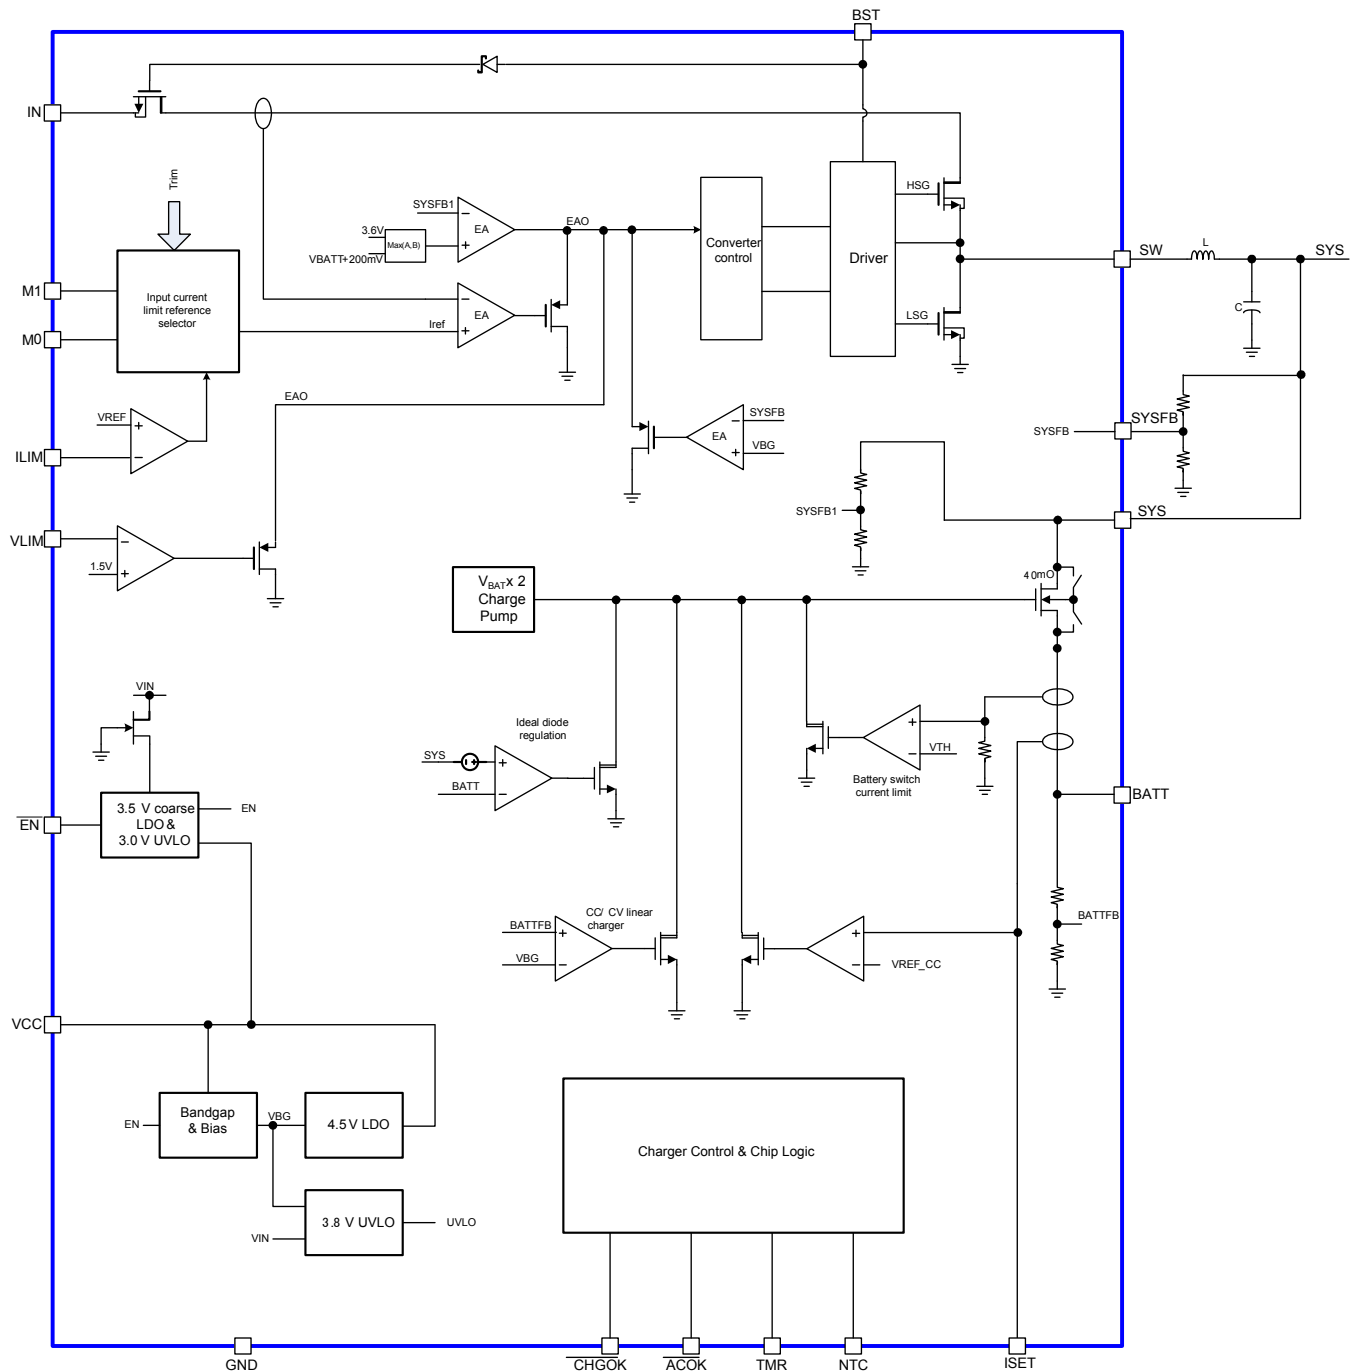 BST
IN
Trim
HSG
SYSFB1
EAO
EA
3.6V
Max(A,B)
VBATT+200mV
Converter
control
Driver
SW
L
SYS
M1
Input current
limit reference
selector
EA
Iref
M0
LSG
C
EAO
VREF
SYSFB
EA
VBG
SYSFB
SYSFB
ILIM
SYSFB1
SYS
VLIM
1.5V
VBATx 2
Charge
Pump
40mO
VIN
Ideal diode
regulation
SYS
BATT
VTH
Battery switch
current limit
BATT
EN
3.5 V coarse
LDO &
3.0 V UVLO
EN
CC/ CV linear
charger
BATTFB
VBG
VREF_CC
BATTFB
VCC
EN
Bandgap
& Bias
VBG
4.5V LDO
Charger Control & Chip Logic
VIN
3.8 V UVLO
UVLO
GND
CHGOK
ACOK
TMR
NTC
ISET